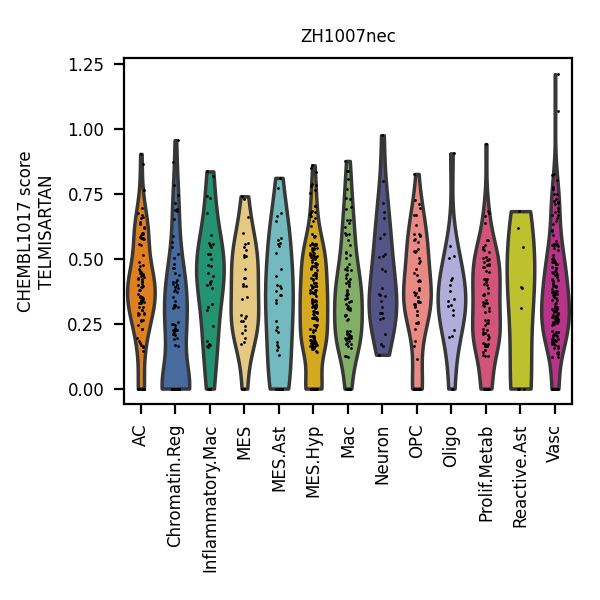 ZH1007nec
CHEMBL1017 score
TELMISARTAN
1.25
1.00
0.75
0.50
0.25
0.00
AC
Chromatin.Reg
Inflammatory.Mac
MES
MES.Ast
MES.Hyp
Mac
Neuron
OPC
Oligo
Prolif.Metab
Reactive.Ast
Vasc